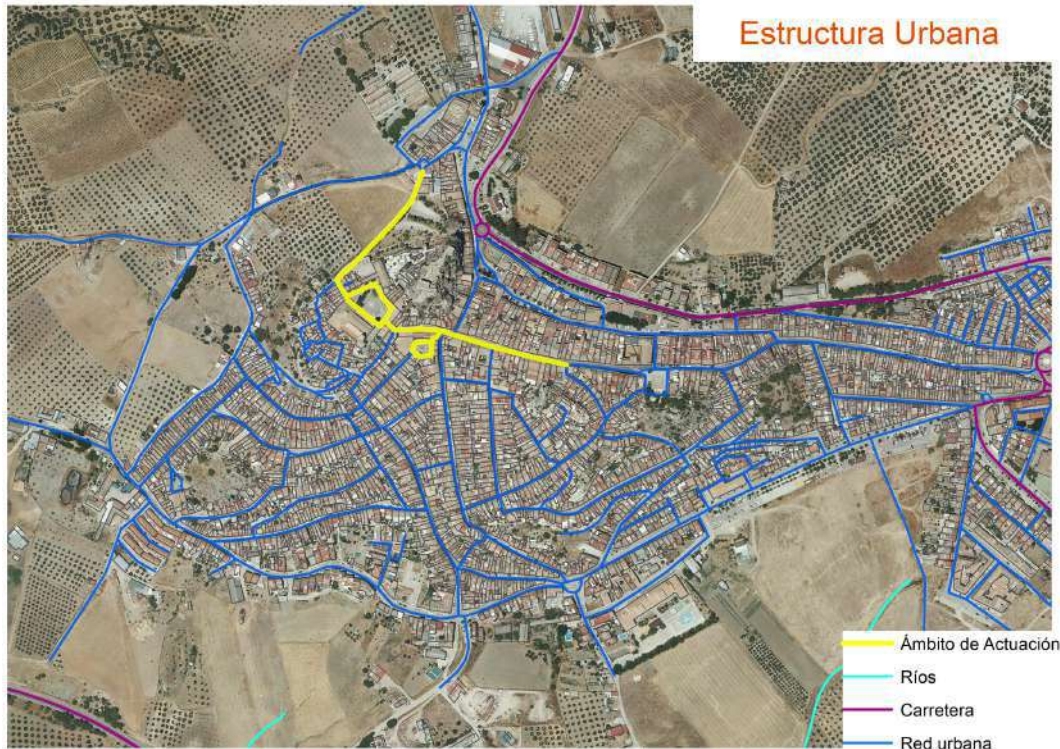 Estructura Urbana
Ámbito de Actuación
Ríos
Carretera
Red urbana